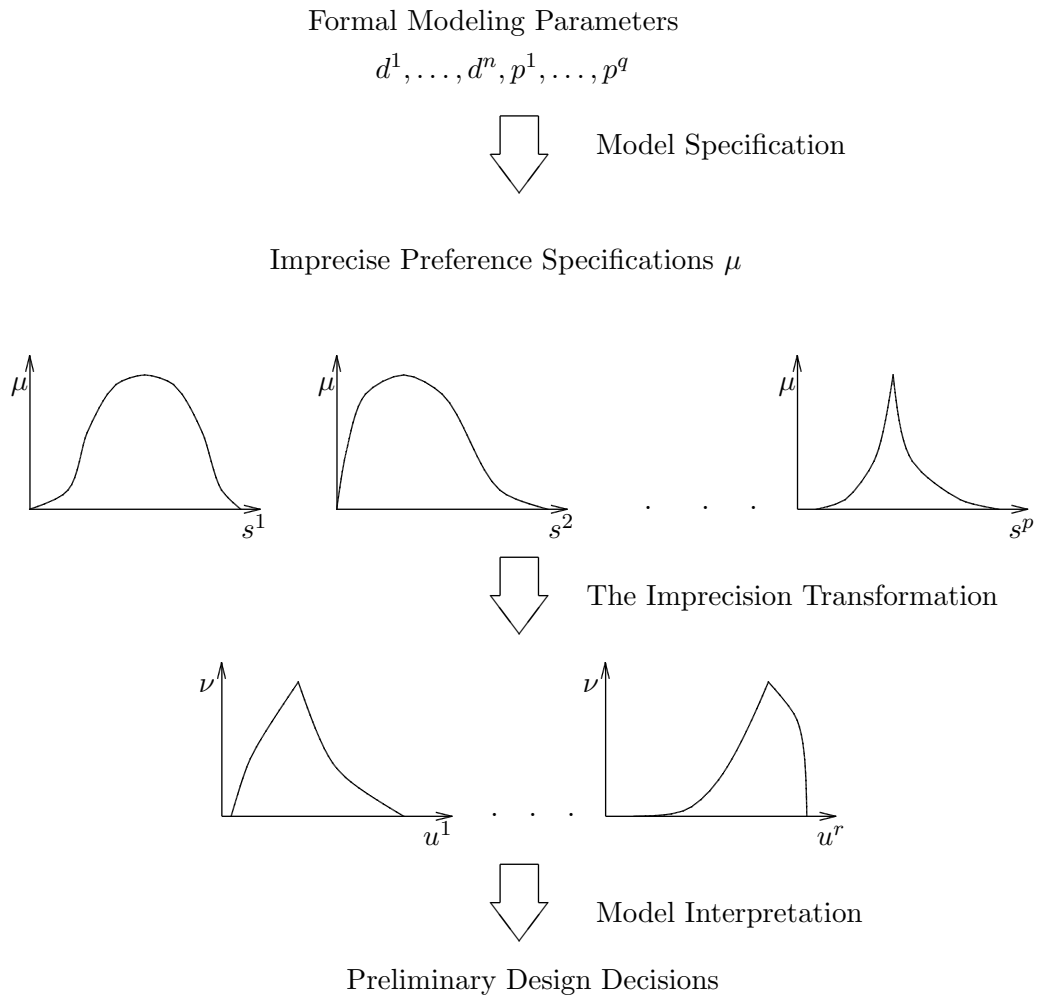 Formal Modeling Parameters
d¹, . . . , dⁿ, p¹, . . . , p^q
Model Specification
Imprecise Preference Specifications μ
μ
s¹
μ
s²
. . .
μ
s^p
The Imprecision Transformation
ν
u¹
. . .
ν
u^r
Model Interpretation
Preliminary Design Decisions